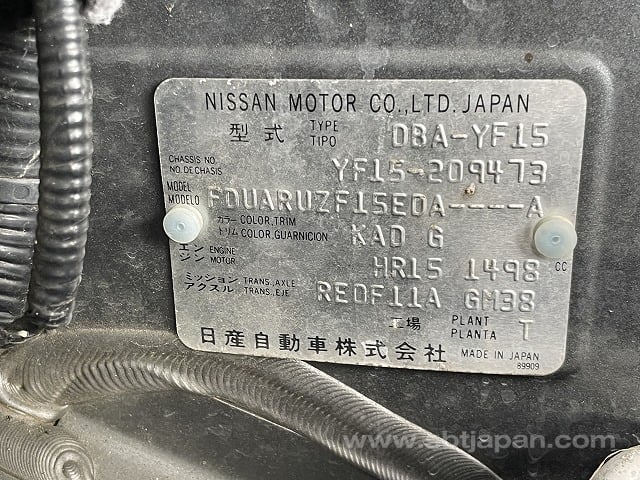 NISSAN MOTOR CO.,LTD. JAPAN
型式 TYPE TIPO DBA-YF15
CHASSIS NO. NO.DE CHASIS YF15-209473
MODEL MODELO FDUARUZF15EDA----A
カラー COLOR,TRIM トリム COLOR,GUARNICION KAD G
エンジン ENGINE MOTOR HR15 1498 CC
ミッション TRANS.,AXLE アクスル TRANS.,EJE RE0F11A GM38
工場 PLANT PLANTA T
日産自動車株式会社 MADE IN JAPAN
89909
www.sbtjapan.com